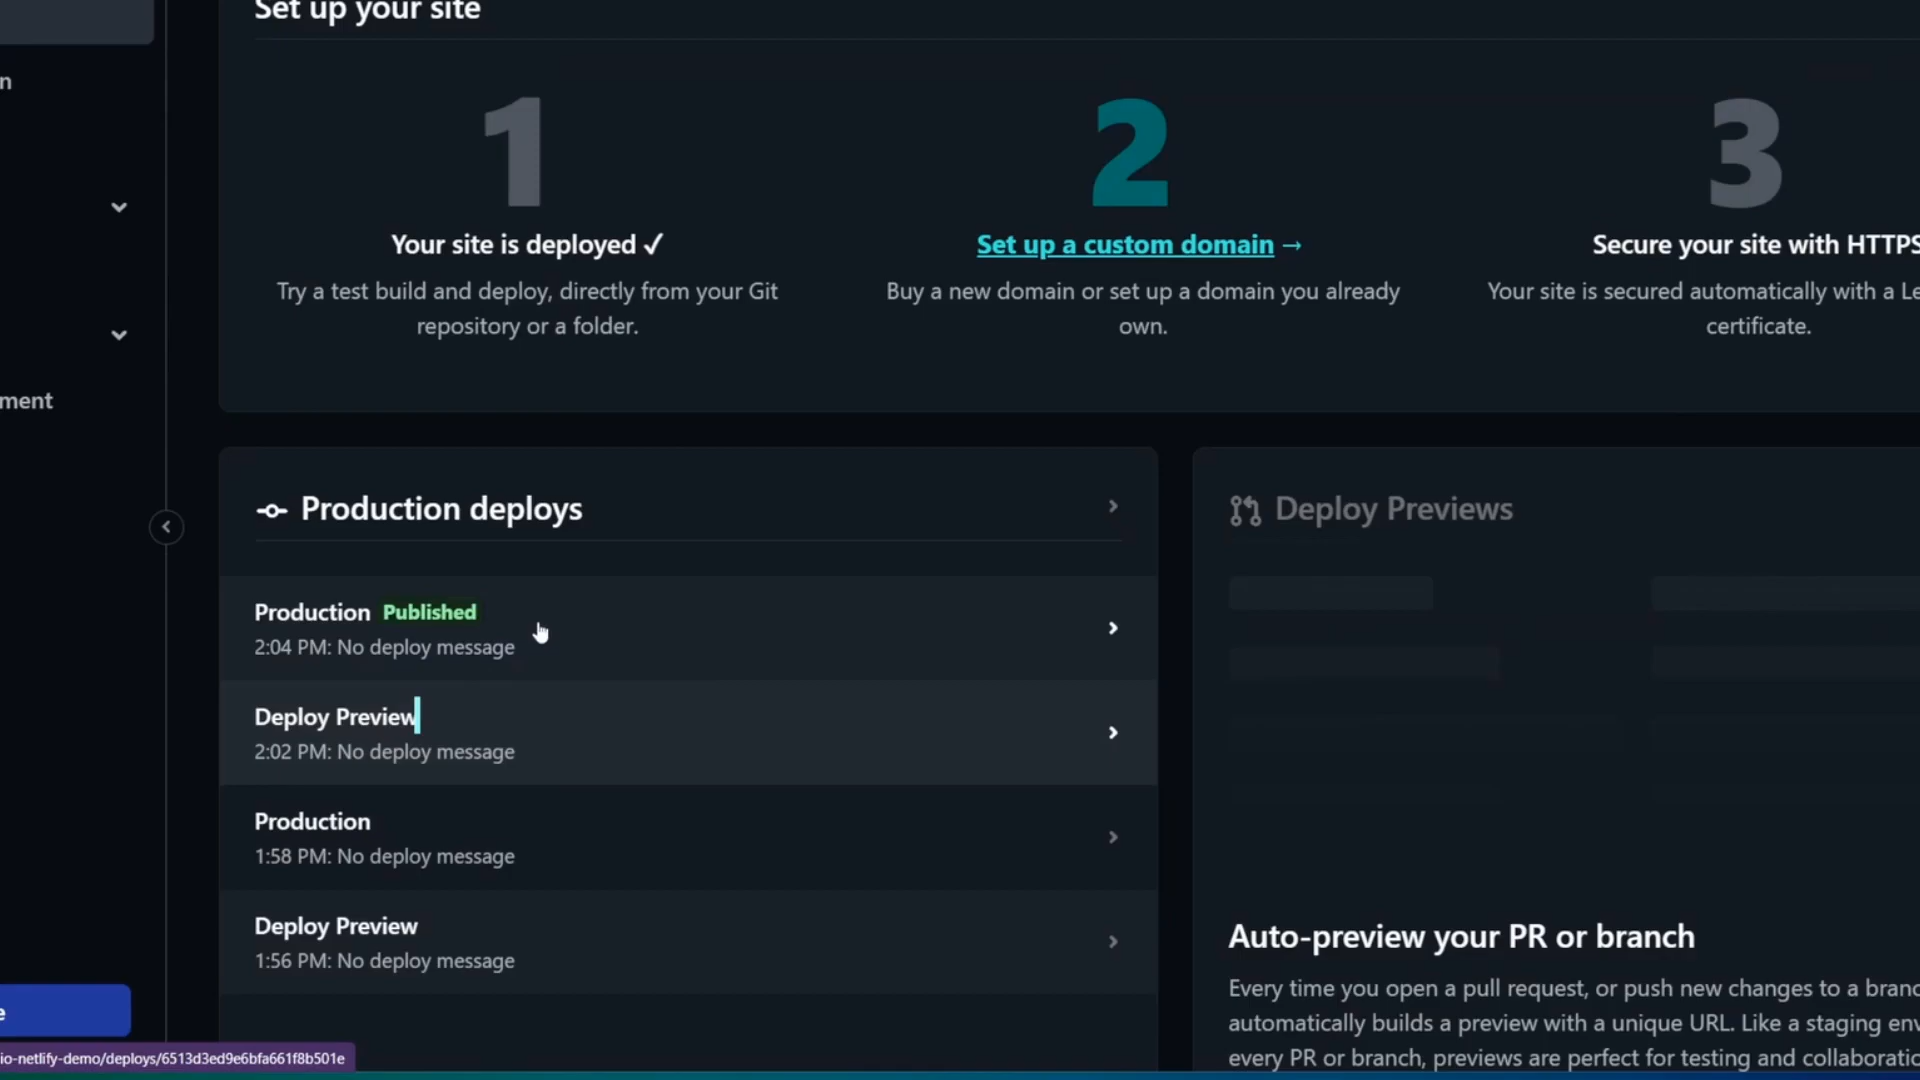 Set up your site
n
ment
1
Your site is deployed ✓
Try a test build and deploy, directly from your Git
repository or a folder.
2
Set up a custom domain →
Buy a new domain or set up a domain you already
own.
3
Secure your site with HTTPS
Your site is secured automatically with a Le
certificate.
Production deploys
Production Published
2:04 PM: No deploy message
Deploy Preview
2:02 PM: No deploy message
Production
1:58 PM: No deploy message
Deploy Preview
1:56 PM: No deploy message
Deploy Previews
Auto-preview your PR or branch
Every time you open a pull request, or push new changes to a branc
automatically builds a preview with a unique URL. Like a staging env
every PR or branch, previews are perfect for testing and collaboratio
e
io-netlify-demo/deploys/6513d3ed9e6bfa661f8b501e